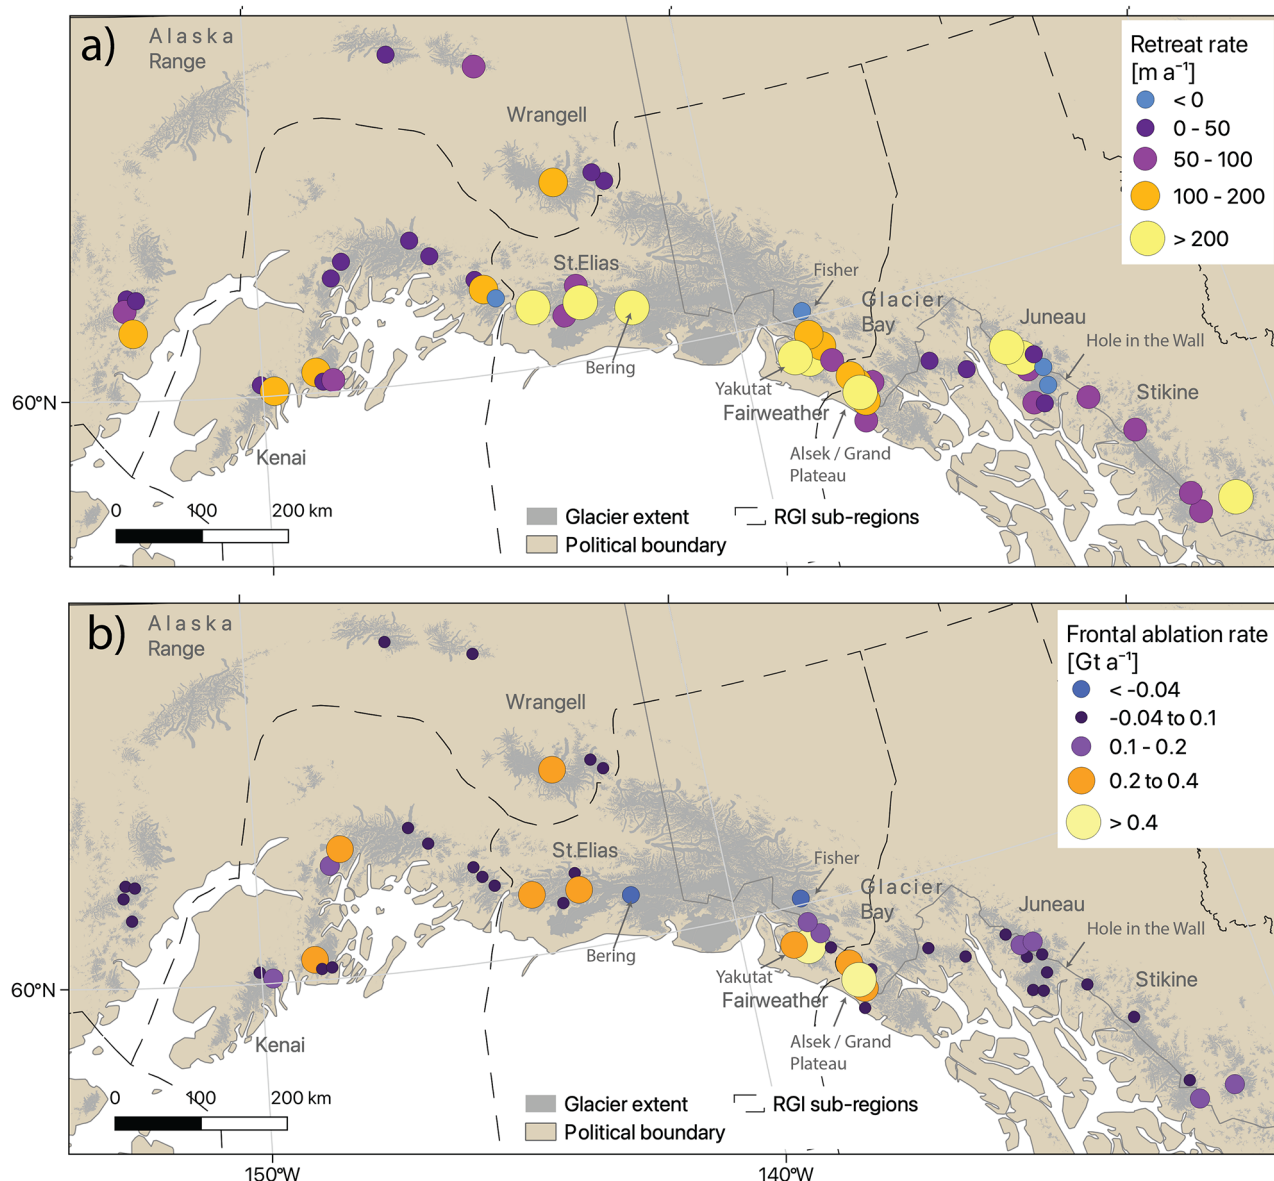 a)
Alaska
Range
Retreat rate
[m a⁻¹]
< 0
0 - 50
50 - 100
100 - 200
> 200
Wrangell
St.Elias
Fisher
Glacier
Bay
Juneau
Hole in the Wall
Bering
Yakutat
Fairweather
Stikine
60°N
Alsek / Grand
Plateau
Kenai
0 100 200 km
Glacier extent
RGI sub-regions
Political boundary
b)
Alaska
Range
Frontal ablation rate
[Gt a⁻¹]
< -0.04
-0.04 to 0.1
0.1 - 0.2
0.2 to 0.4
> 0.4
Wrangell
St.Elias
Fisher
Glacier
Bay
Juneau
Hole in the Wall
Bering
Yakutat
Fairweather
Stikine
60°N
Alsek / Grand
Plateau
Kenai
0 100 200 km
Glacier extent
RGI sub-regions
Political boundary
150°W
140°W